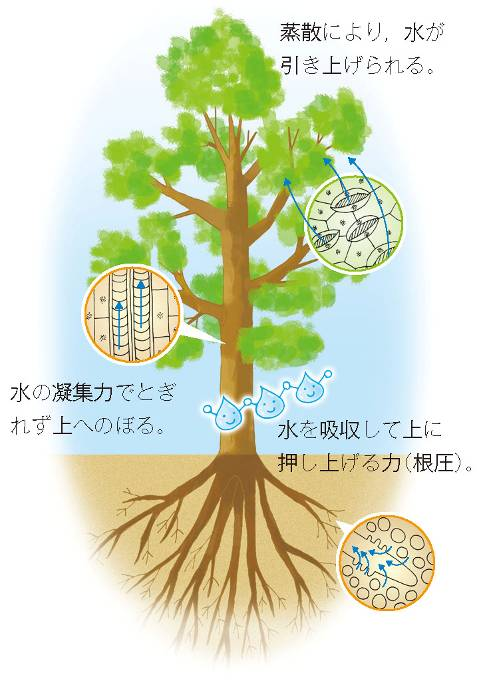 蒸散により，水が
引き上げられる。
水の凝集力でとぎ
れず上へのぼる。
水を吸収して上に
押し上げる力（根圧）。